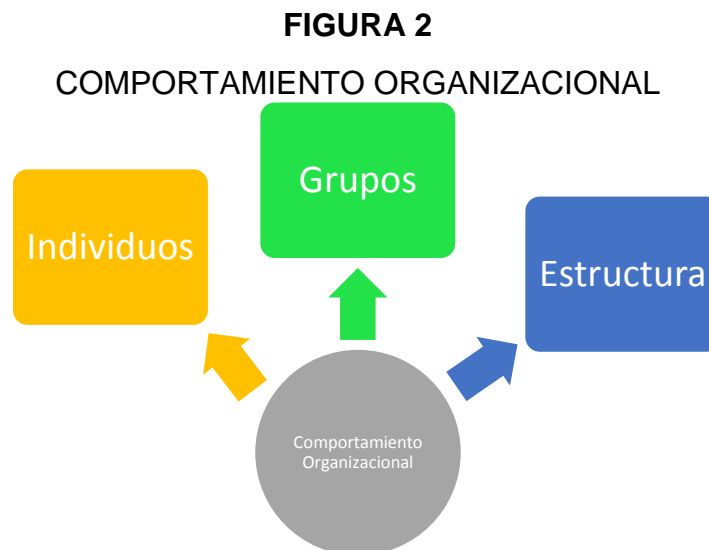 FIGURA 2
COMPORTAMIENTO ORGANIZACIONAL
Grupos
Individuos
Estructura
Comportamiento
Organizacional